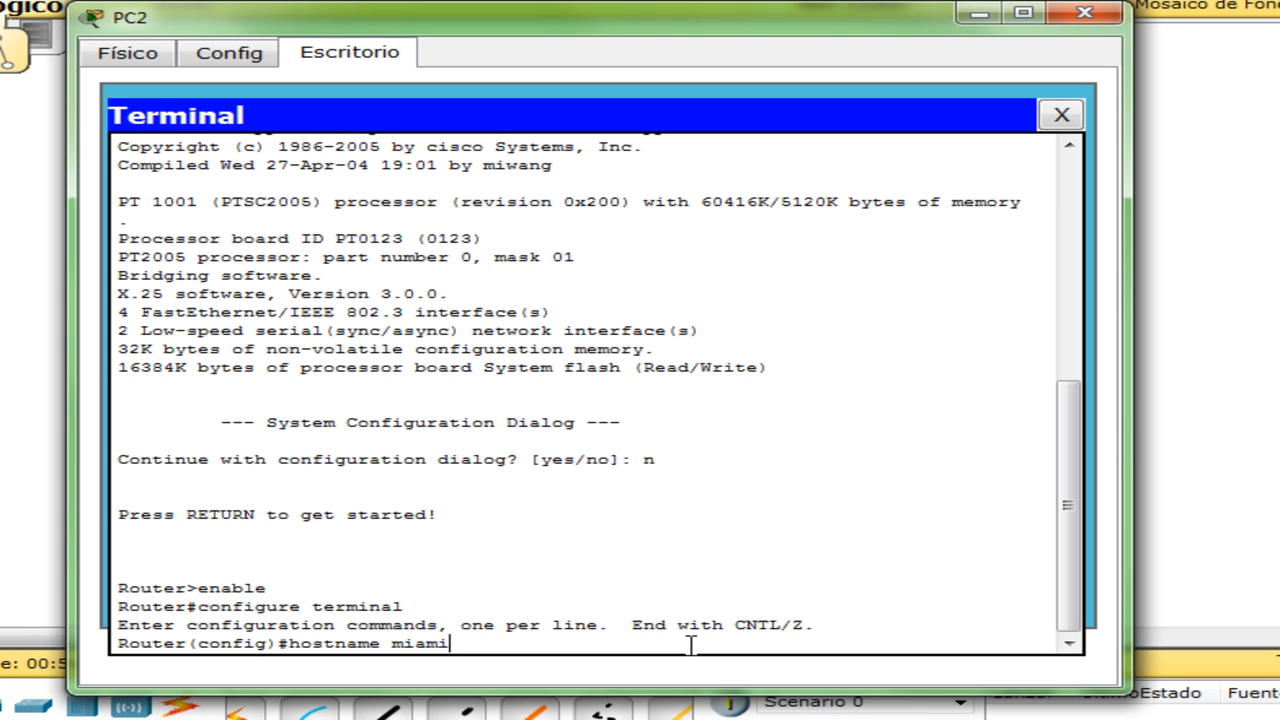 PC2
Mosaico de Fond
Físico Config Escritorio
Terminal
X
Copyright (c) 1986-2005 by cisco Systems, Inc.
Compiled Wed 27-Apr-04 19:01 by miwang
PT 1001 (PTSC2005) processor (revision 0x200) with 60416K/5120K bytes of memory
.
Processor board ID PT0123 (0123)
PT2005 processor: part number 0, mask 01
Bridging software.
X.25 software, Version 3.0.0.
4 FastEthernet/IEEE 802.3 interface(s)
2 Low-speed serial(sync/async) network interface(s)
32K bytes of non-volatile configuration memory.
16384K bytes of processor board System flash (Read/Write)
--- System Configuration Dialog ---
Continue with configuration dialog? [yes/no]: n
Press RETURN to get started!
Router>enable
Router#configure terminal
Enter configuration commands, one per line.  End with CNTL/Z.
Router(config)#hostname miami
e: 00:5
Scenario 0
Estado
Fuent